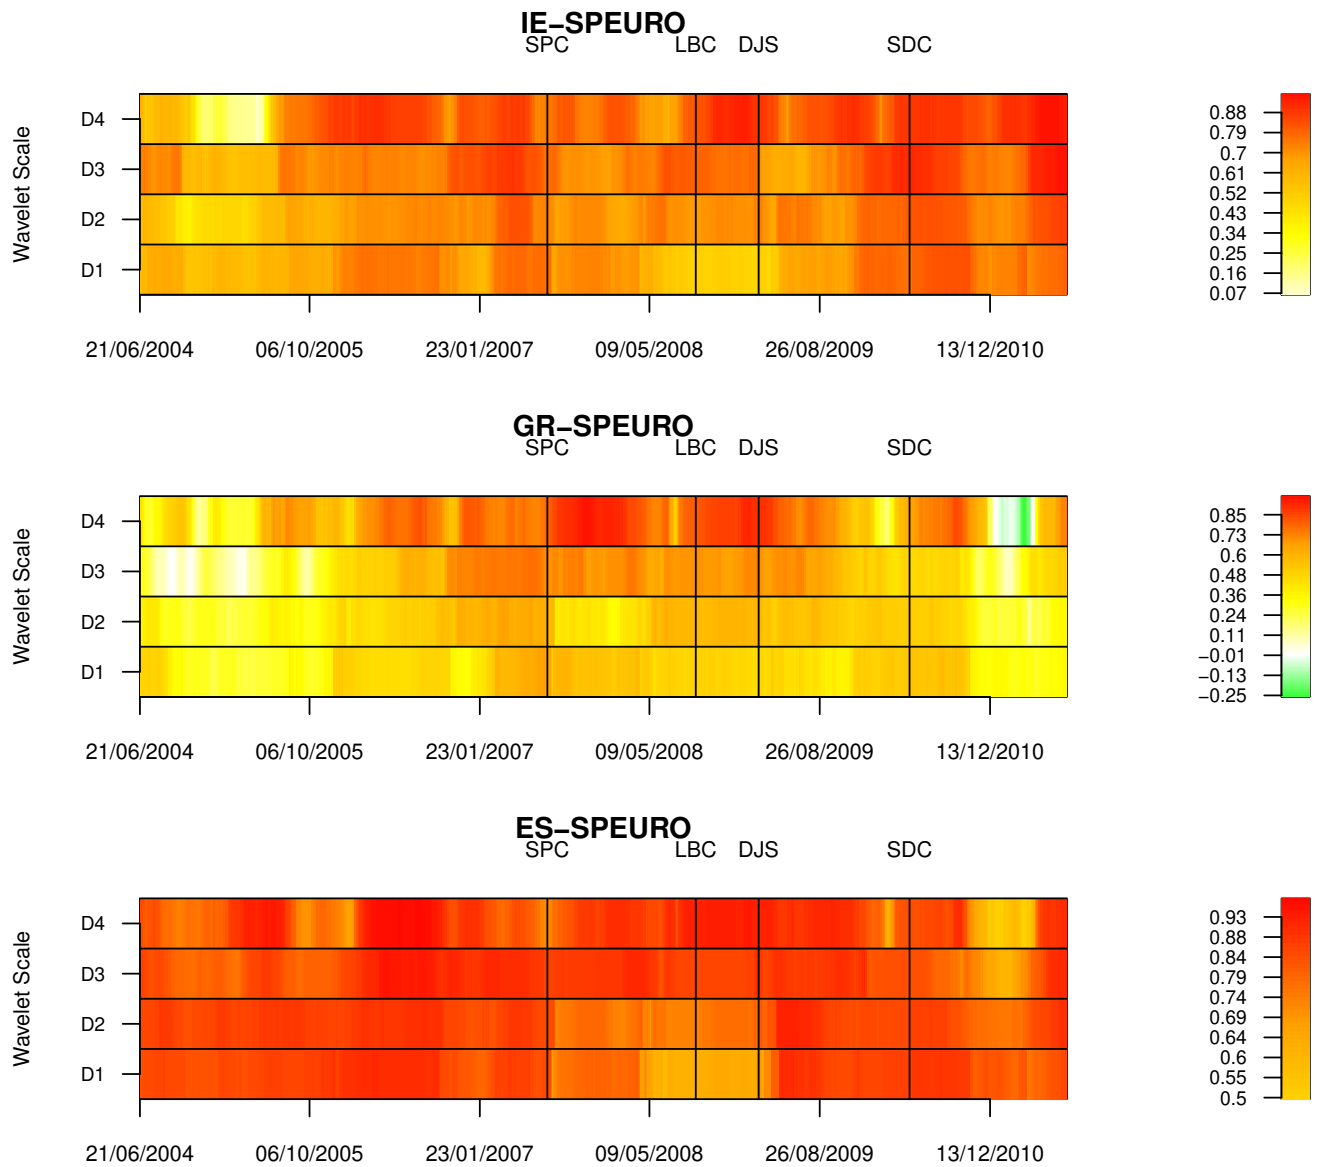 IE−SPEURO
SPC LBC DJS SDC
Wavelet Scale
D4
D3
D2
D1
21/06/2004 06/10/2005 23/01/2007 09/05/2008 26/08/2009 13/12/2010
0.88
0.79
0.7
0.61
0.52
0.43
0.34
0.25
0.16
0.07
GR−SPEURO
SPC LBC DJS SDC
Wavelet Scale
D4
D3
D2
D1
21/06/2004 06/10/2005 23/01/2007 09/05/2008 26/08/2009 13/12/2010
0.85
0.73
0.6
0.48
0.36
0.24
0.11
−0.01
−0.13
−0.25
ES−SPEURO
SPC LBC DJS SDC
Wavelet Scale
D4
D3
D2
D1
21/06/2004 06/10/2005 23/01/2007 09/05/2008 26/08/2009 13/12/2010
0.93
0.88
0.84
0.79
0.74
0.69
0.64
0.6
0.55
0.5